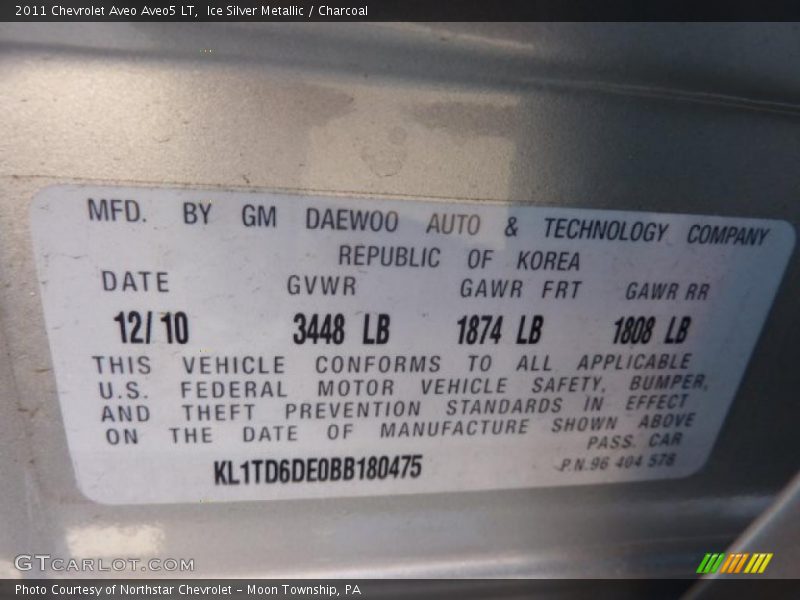 2011 Chevrolet Aveo Aveo5 LT, Ice Silver Metallic / Charcoal
MFD. BY GM DAEWOO AUTO & TECHNOLOGY COMPANY
REPUBLIC OF KOREA
DATE GVWR GAWR FRT GAWR RR
12/10 3448 LB 1874 LB 1808 LB
THIS VEHICLE CONFORMS TO ALL APPLICABLE
U.S. FEDERAL MOTOR VEHICLE SAFETY, BUMPER,
AND THEFT PREVENTION STANDARDS IN EFFECT
ON THE DATE OF MANUFACTURE SHOWN ABOVE
PASS. CAR
KL1TD6DE0BB180475
P.N.96 404 578
GTCARLOT.COM
Photo Courtesy of Northstar Chevrolet - Moon Township, PA